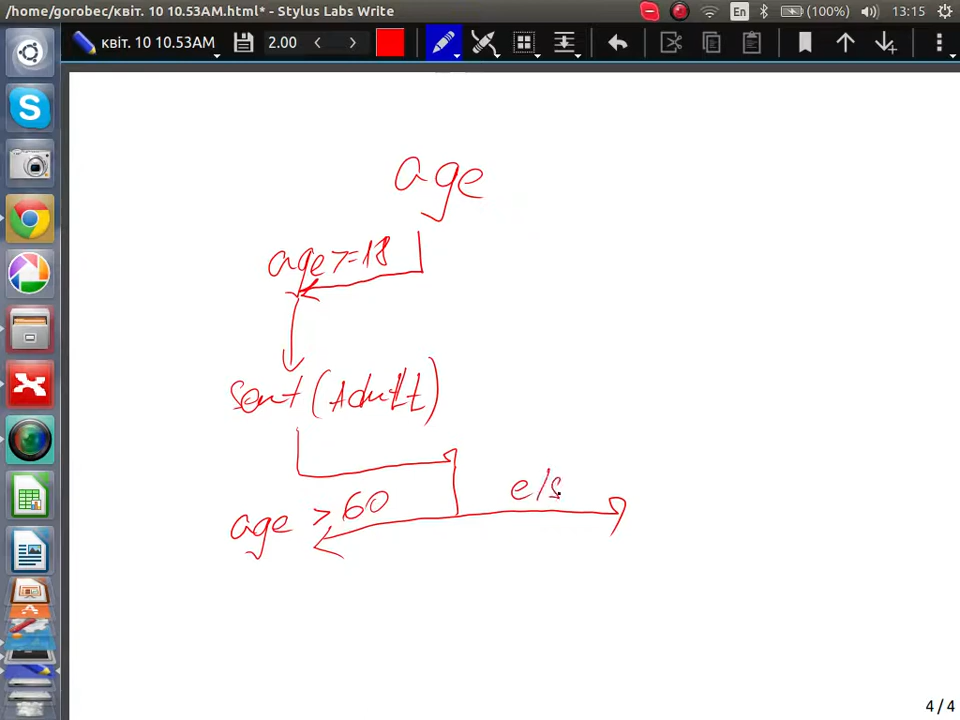 /home/gorobec/квіт. 10 10.53AM.html* - Stylus Labs Write
En (100%) 13:15
квіт. 10 10.53AM 2.00
age
age >= 18
sout (Adult)
age > 60
els
4 / 4